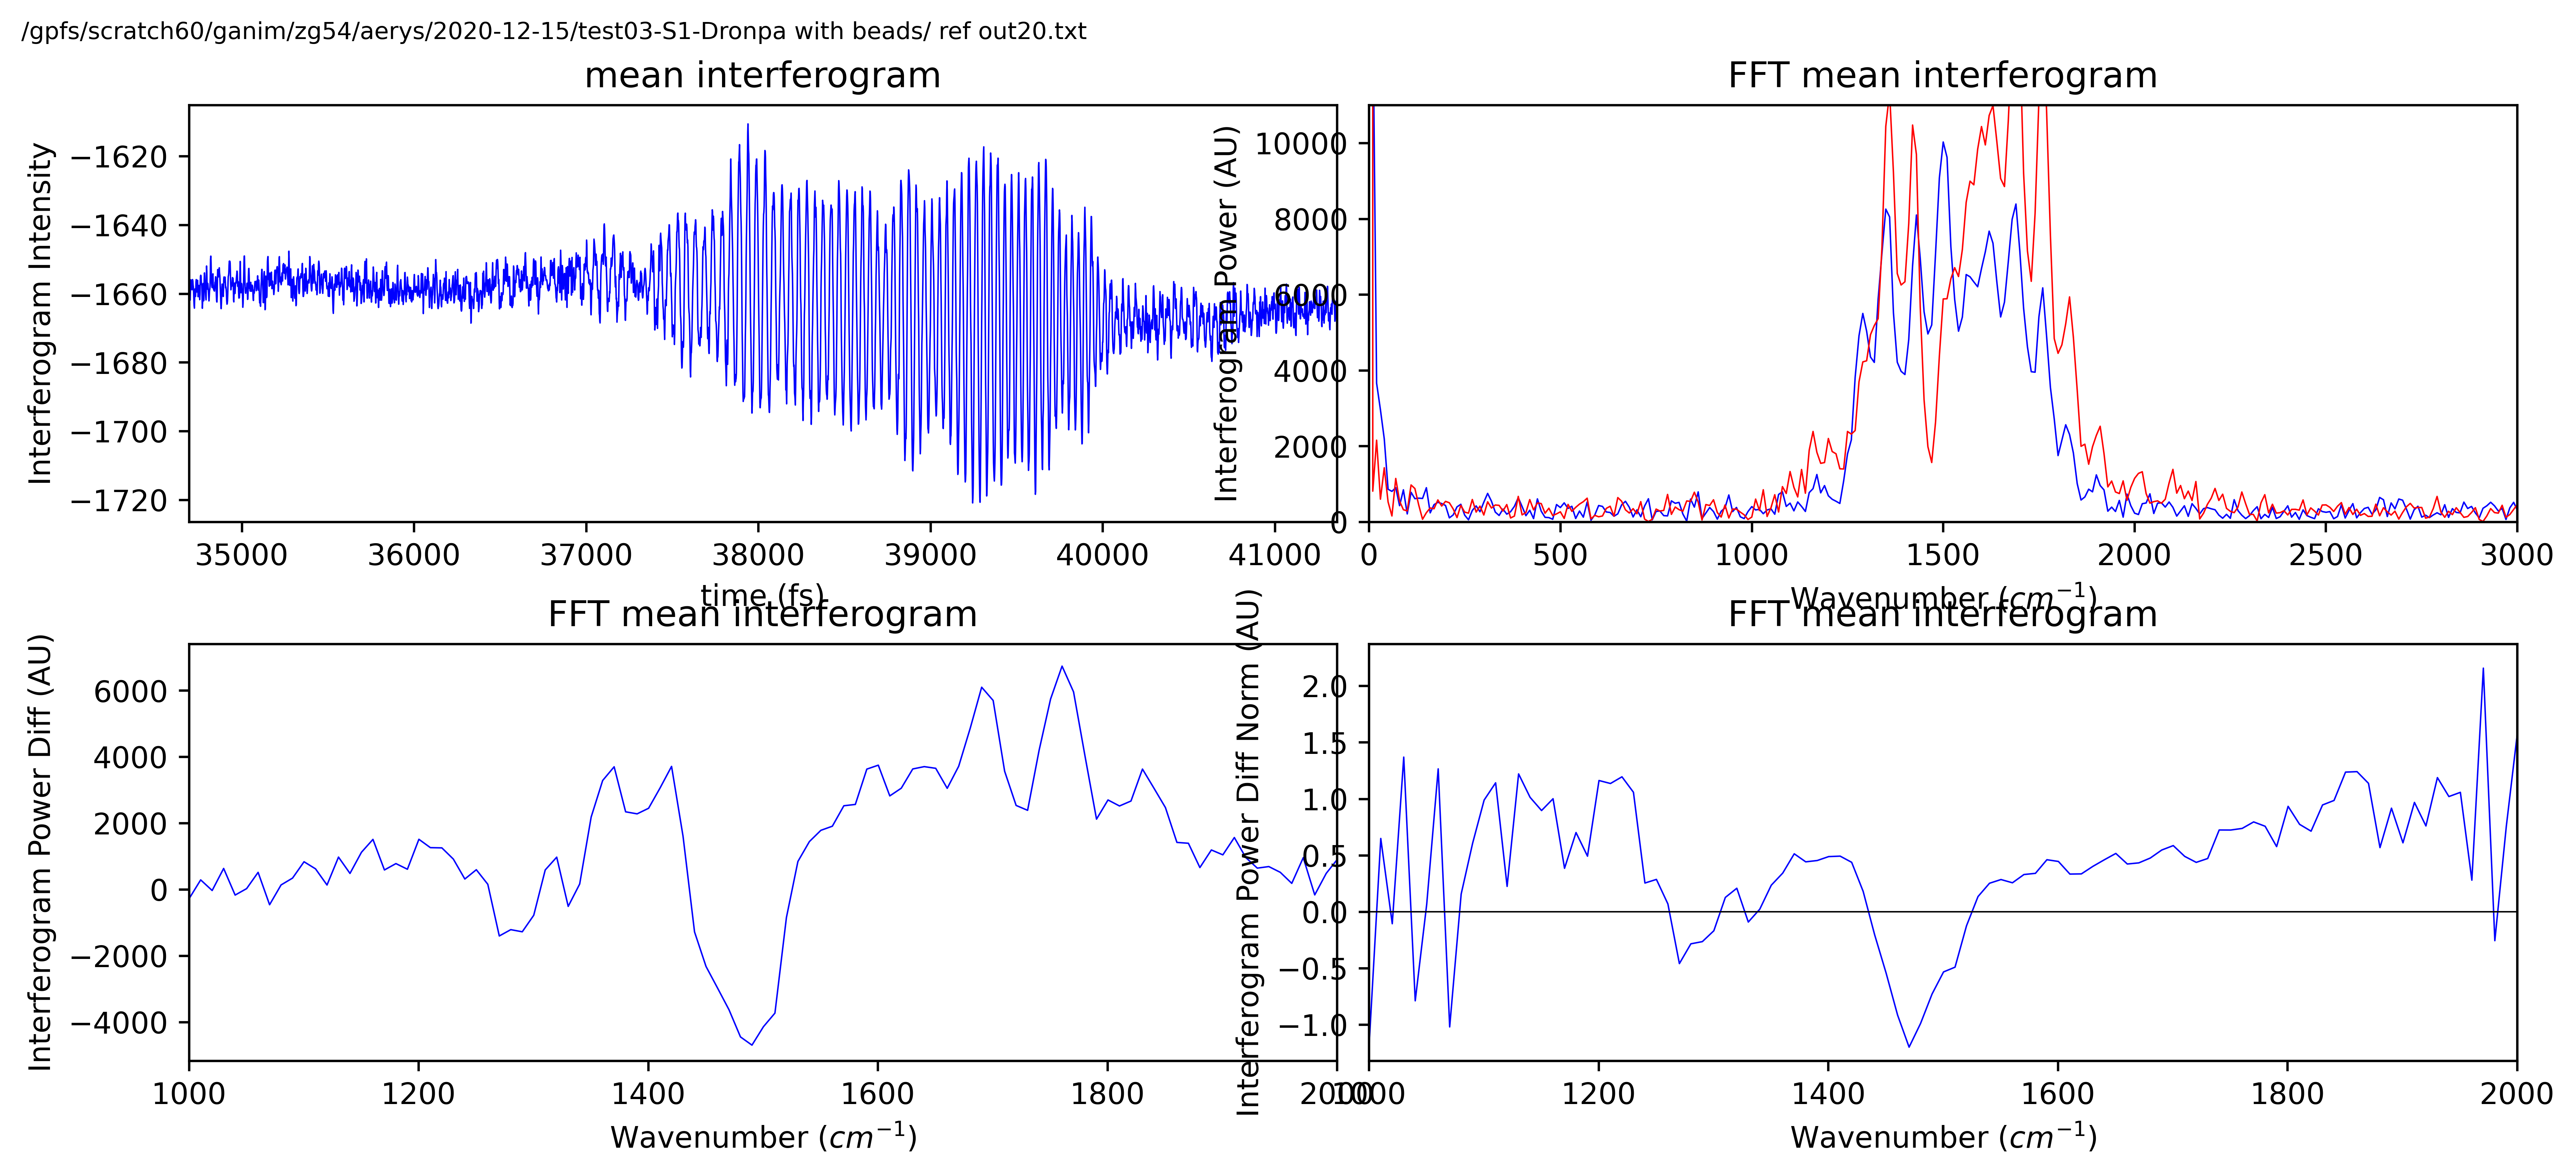 /gpfs/scratch60/ganim/zg54/aerys/2020-12-15/test03-S1-Dronpa with beads/ ref out20.txt
mean interferogram
Interferogram Intensity
−1620
−1640
−1660
−1680
−1700
−1720
35000 36000 37000 38000 39000 40000 41000
time (fs)
FFT mean interferogram
Interferogram Power (AU)
10000
8000
6000
4000
2000
0
0 500 1000 1500 2000 2500 3000
Wavenumber (cm⁻¹)
FFT mean interferogram
Interferogram Power Diff (AU)
6000
4000
2000
0
−2000
−4000
1000 1200 1400 1600 1800 2000
Wavenumber (cm⁻¹)
FFT mean interferogram
Interferogram Power Diff Norm (AU)
2.0
1.5
1.0
0.5
0.0
−0.5
−1.0
1000 1200 1400 1600 1800 2000
Wavenumber (cm⁻¹)